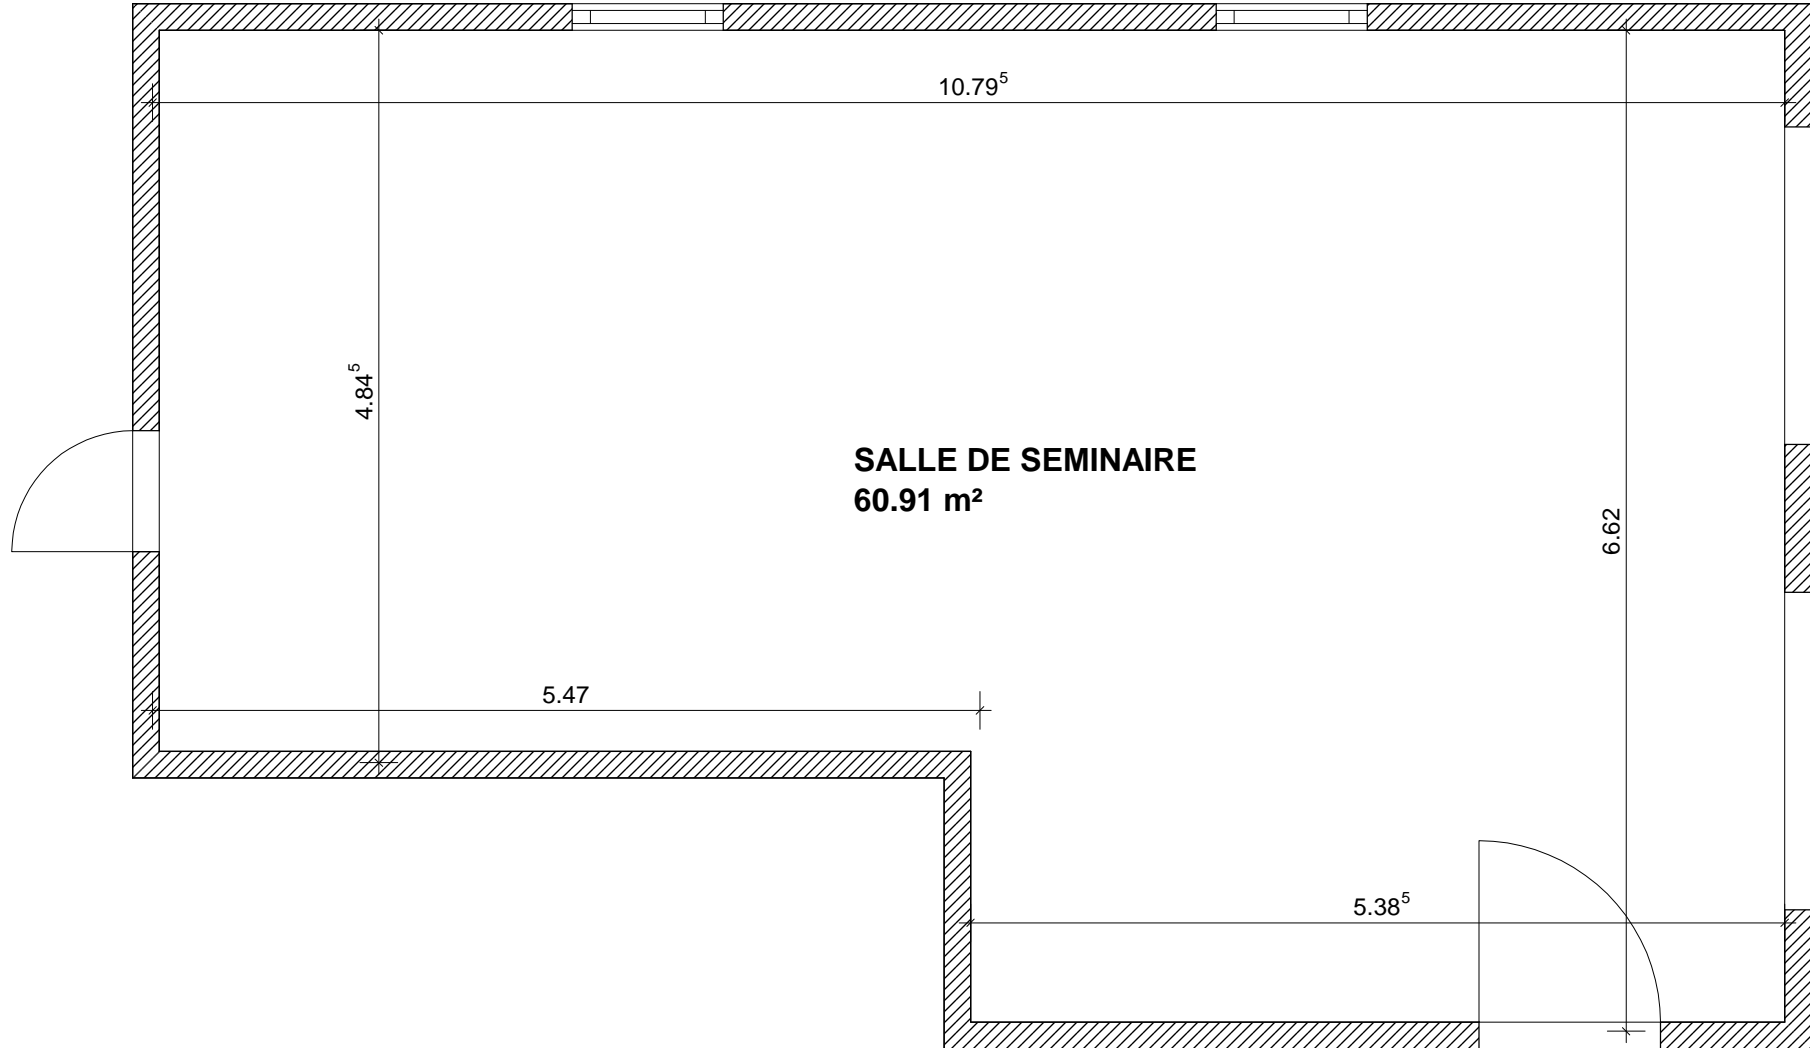 10.79⁵
4.84⁵
SALLE DE SEMINAIRE
60.91 m²
6.62
5.47
5.38⁵